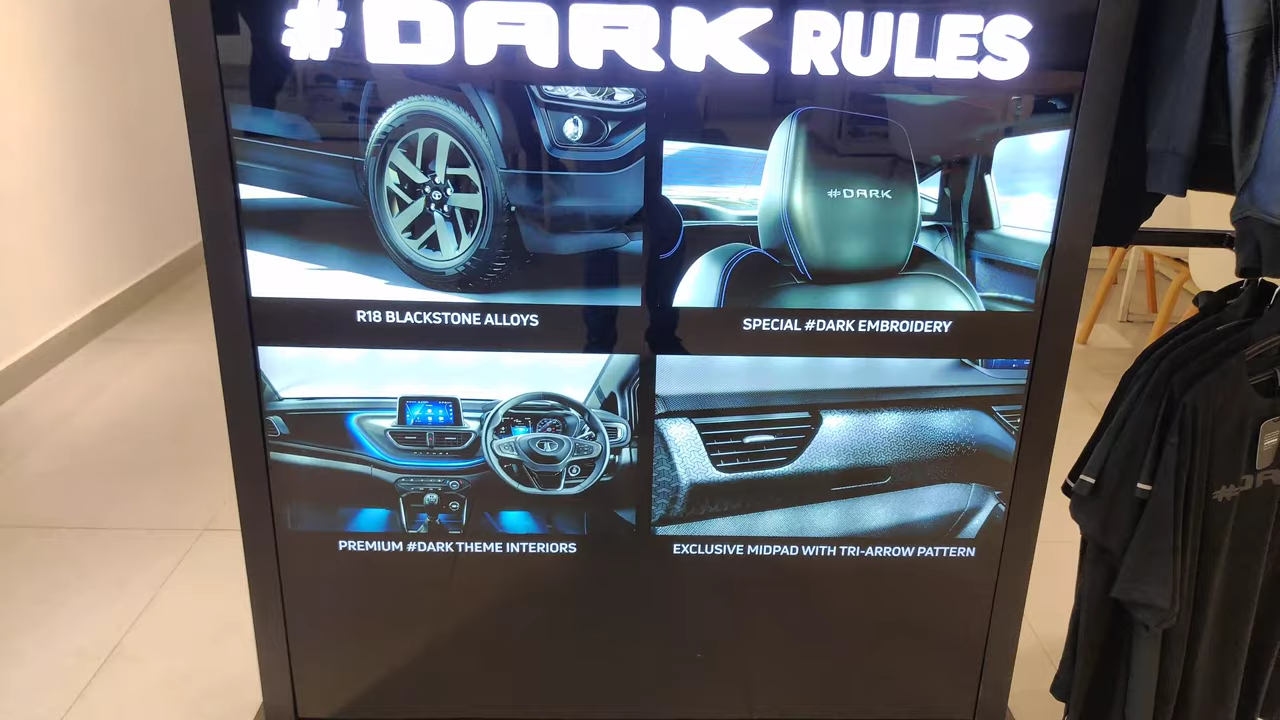 #DARK RULES
#DARK
R18 BLACKSTONE ALLOYS
SPECIAL #DARK EMBROIDERY
PREMIUM #DARK THEME INTERIORS
EXCLUSIVE MIDPAD WITH TRI-ARROW PATTERN